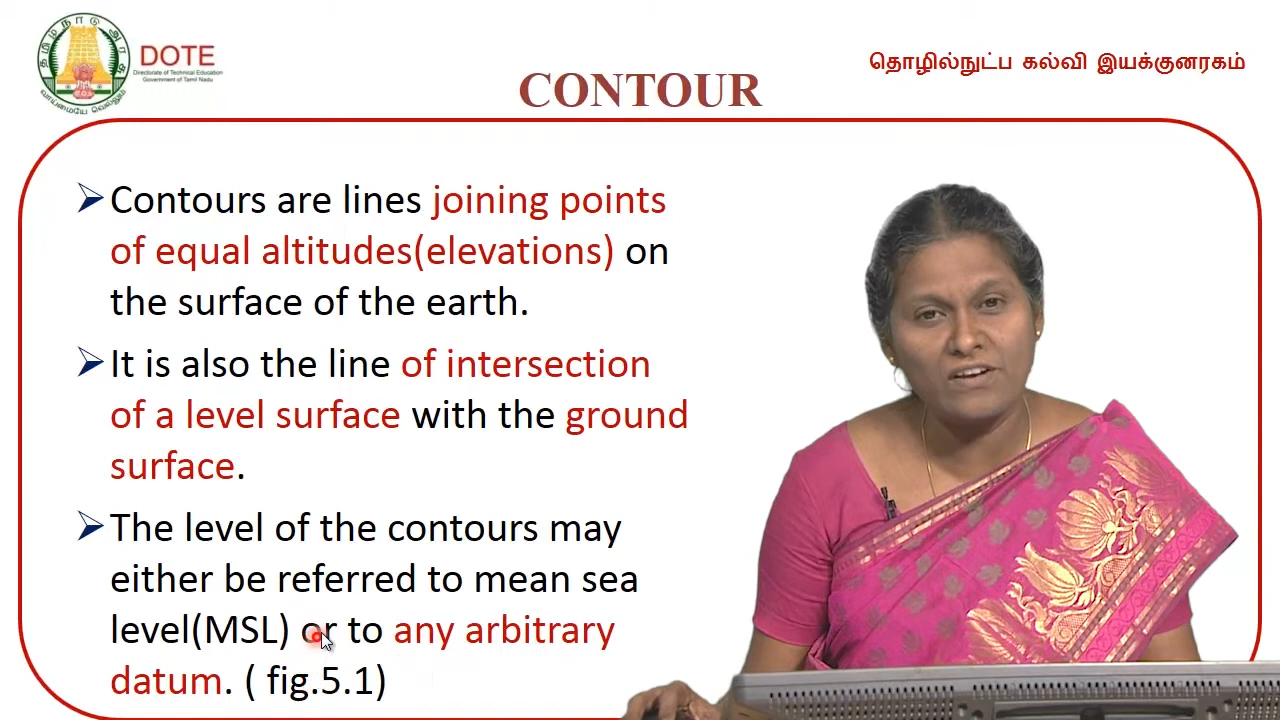 தமிழ்நாடு அரசு
வாய்மையே வெல்லும்
DOTE
Directorate of Technical Education
Government of Tamil Nadu
தொழில்நுட்ப கல்வி இயக்குனரகம்
CONTOUR
Contours are lines joining points
of equal altitudes(elevations) on
the surface of the earth.
It is also the line of intersection
of a level surface with the ground
surface.
The level of the contours may
either be referred to mean sea
level(MSL) or to any arbitrary
datum. ( fig.5.1)